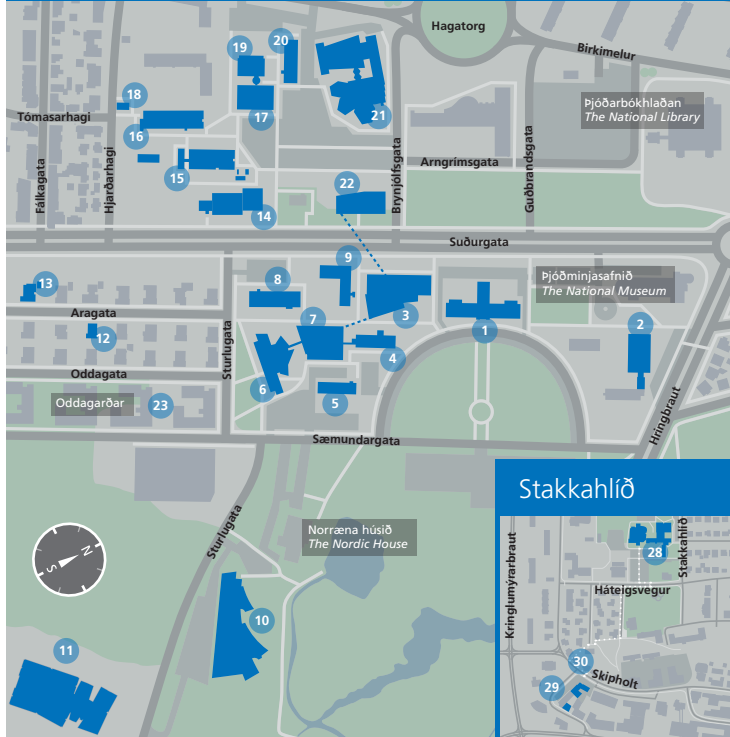 Hagatorg
Birkimelur
19
20
18
Tómasarhagi
16
17
21
Þjóðarbókhlaðan
The National Library
Fálkagata
Hjarðarhagi
15
14
22
Brynjólfsgata
Arngrímsgata
Guðbrandsgata
Suðurgata
13
Aragata
12
Oddagata
Oddagarðar
23
Sturlugata
8
9
7
3
6
5
4
1
Þjóðminjasafnið
The National Museum
2
Hringbraut
Sæmundargata
Sturlugata
Norræna húsið
The Nordic House
N
S
10
11
Stakkahlíð
Kringlumýrarbraut
28
Stakkahlíð
Háteigsvegur
30
29
Skipholt